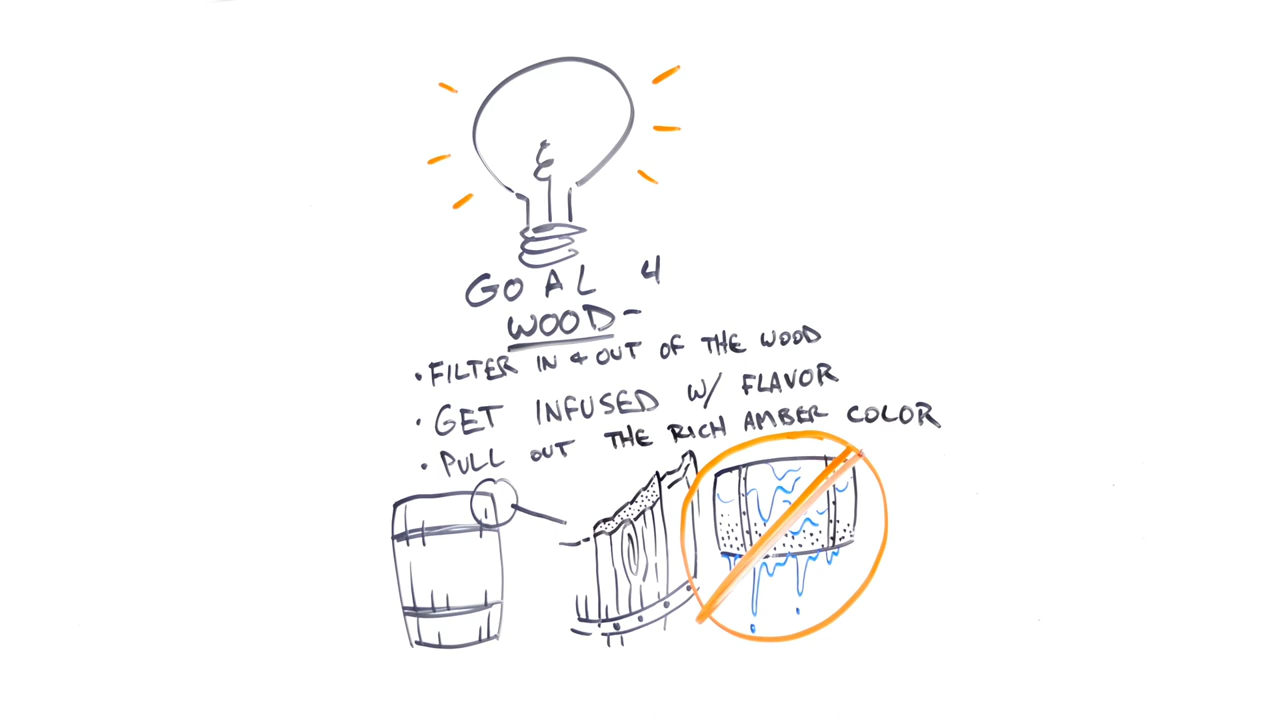 GOAL 4
WOOD-
• FILTER IN & OUT OF THE WOOD
• GET INFUSED W/ FLAVOR
• PULL OUT THE RICH AMBER COLOR